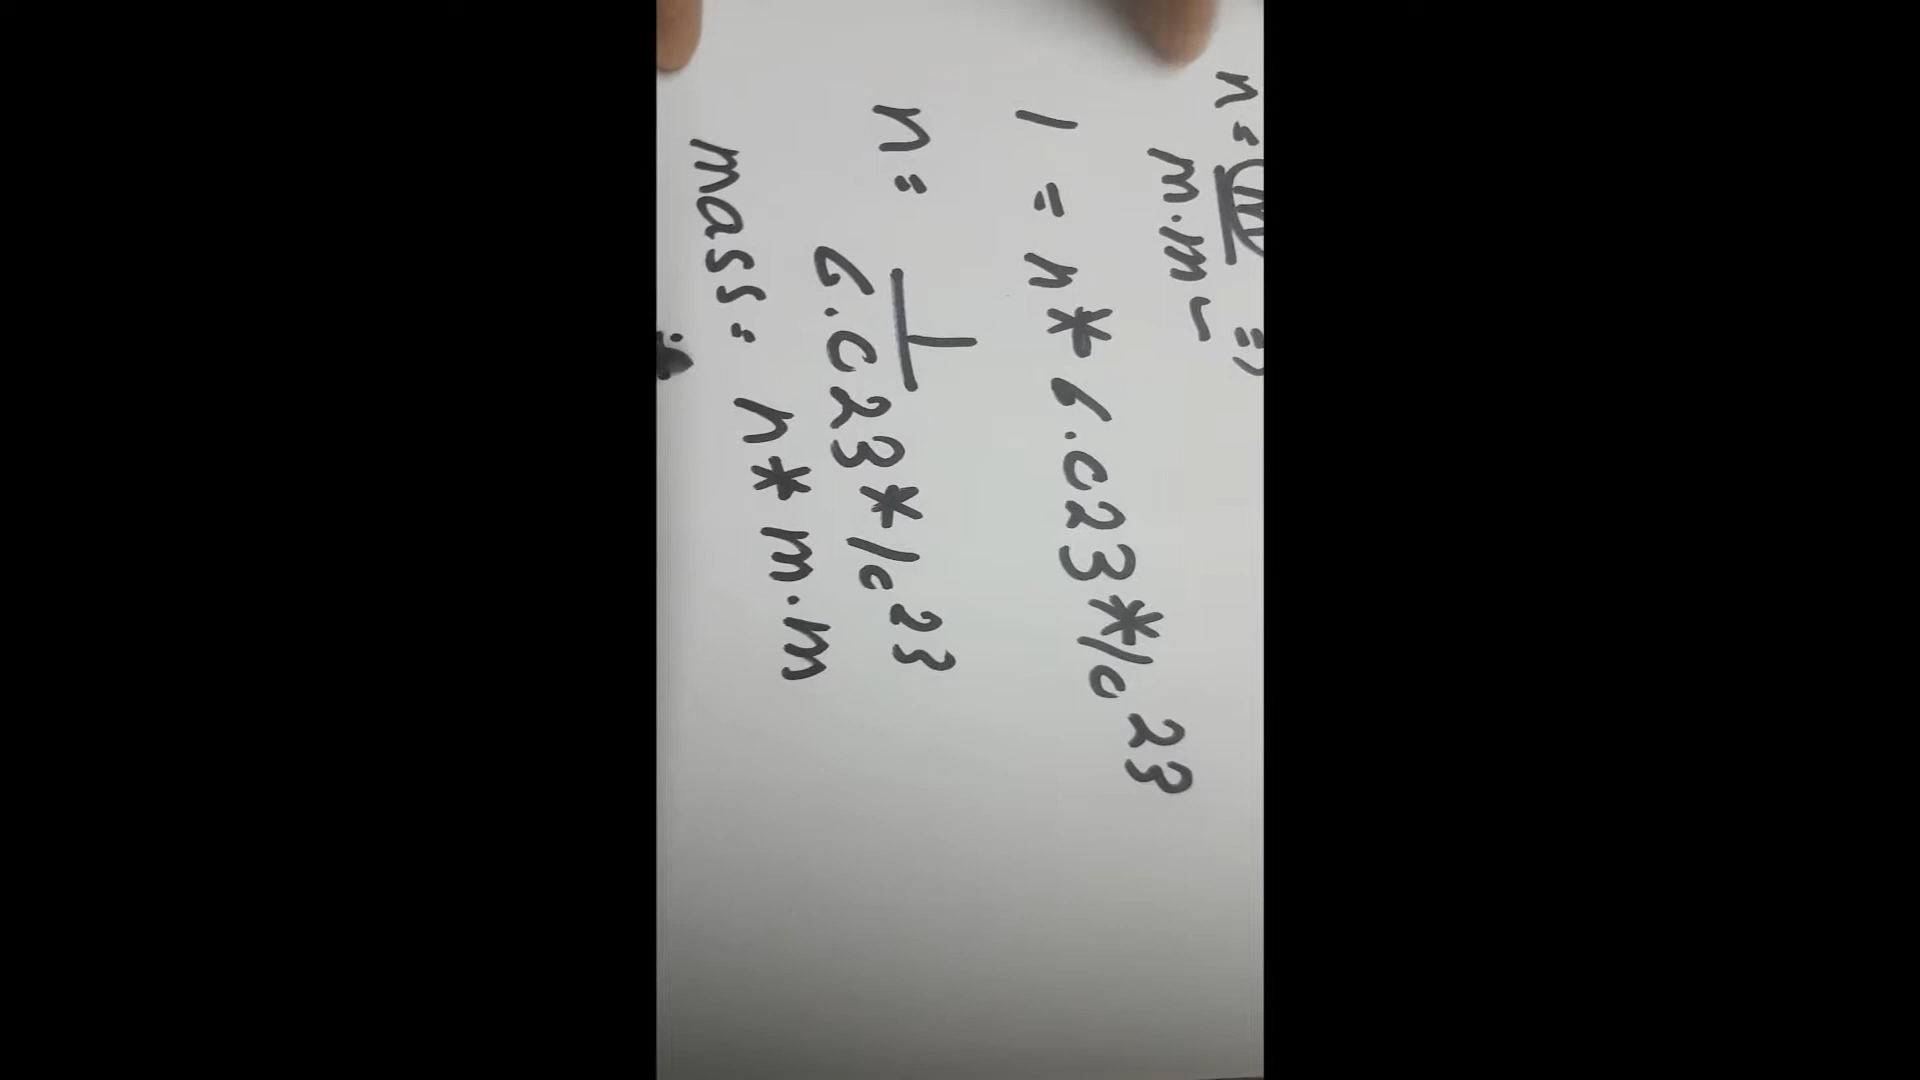 n =
m.m
1 = n * 6.023 * 10^23
n = 1
6.023 * 10^23
mass = n * m.m